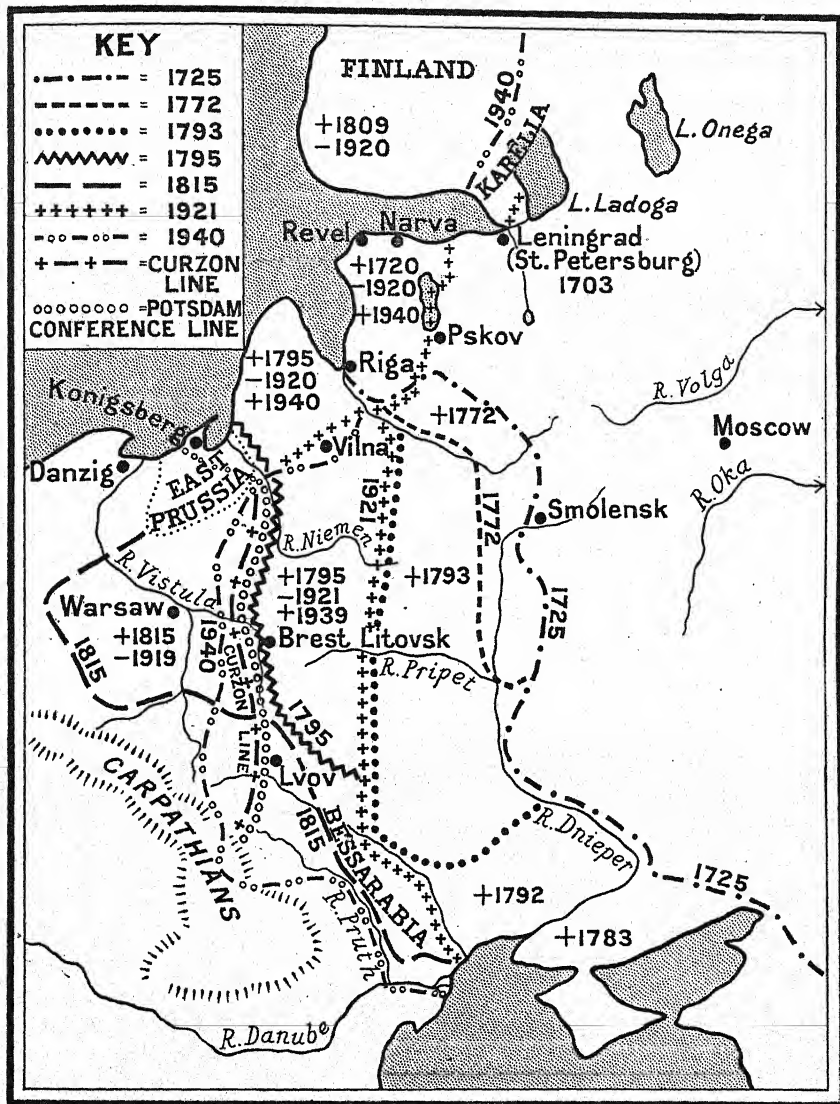 KEY
= 1725
= 1772
= 1793
= 1795
= 1815
++++++ = 1921
= 1940
+—+— = CURZON
LINE
oooooooo = POTSDAM
CONFERENCE LINE
FINLAND
+1809
−1920
1940
KARELIA
L. Onega
L. Ladoga
Revel
Narva
Leningrad
(St. Petersburg)
1703
+1720
−1920
+1940
Pskov
Riga
+1795
−1920
+1940
+1772
R. Volga
Moscow
R. Oka
Konigsberg
Danzig
EAST
PRUSSIA
Vilna
1921
1772
Smolensk
R. Niemen
R. Vistula
+1795
−1921
+1939
+1793
1725
Warsaw
+1815
−1919
1815
1940
CURZON
LINE
Brest Litovsk
R. Pripet
1795
Lvov
CARPATHIANS
1815
BESSARABIA
R. Dnieper
1725
+1792
+1783
R. Pruth
R. Danube